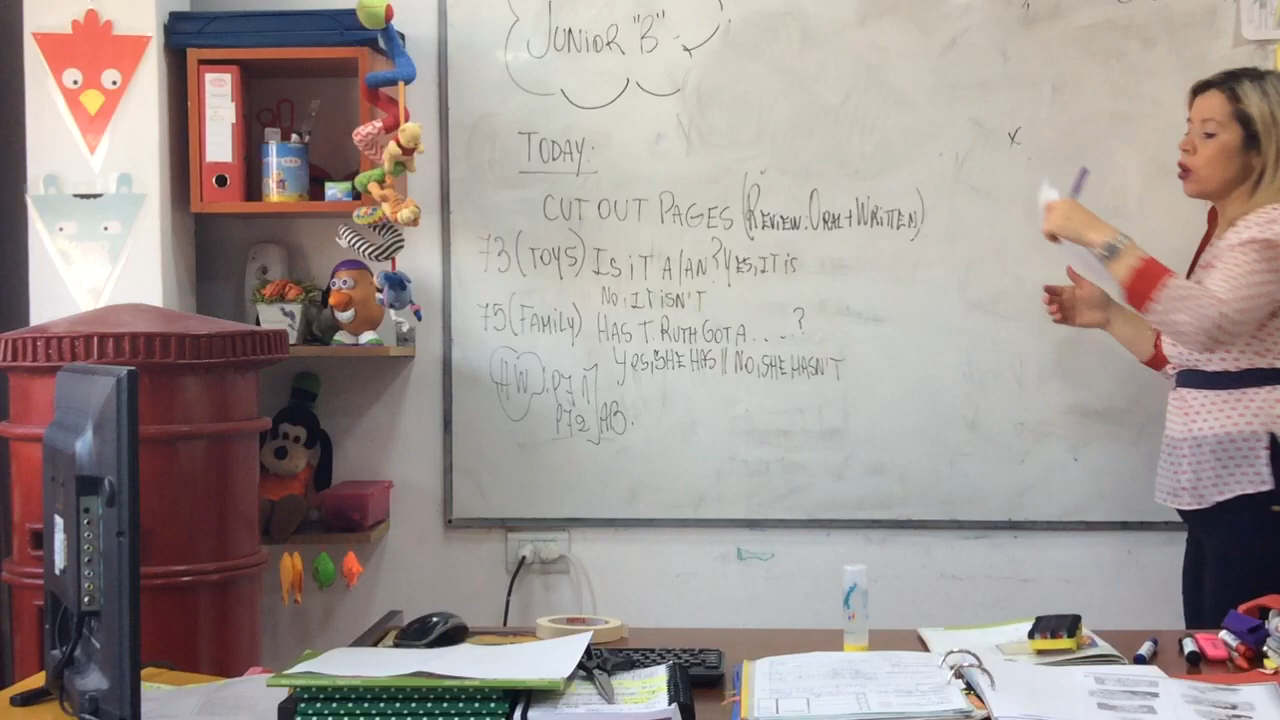 JUNIOR "B"
TODAY:
CUT OUT PAGES (REVIEW: ORAL + WRITTEN)
73 (TOYS) IS IT A/AN? YES, IT IS
NO, IT ISN'T
75 (FAMILY) HAS T. RUTH GOT A ....?
YES, SHE HAS // NO, SHE HASN'T
HW: P71
P72 AB.